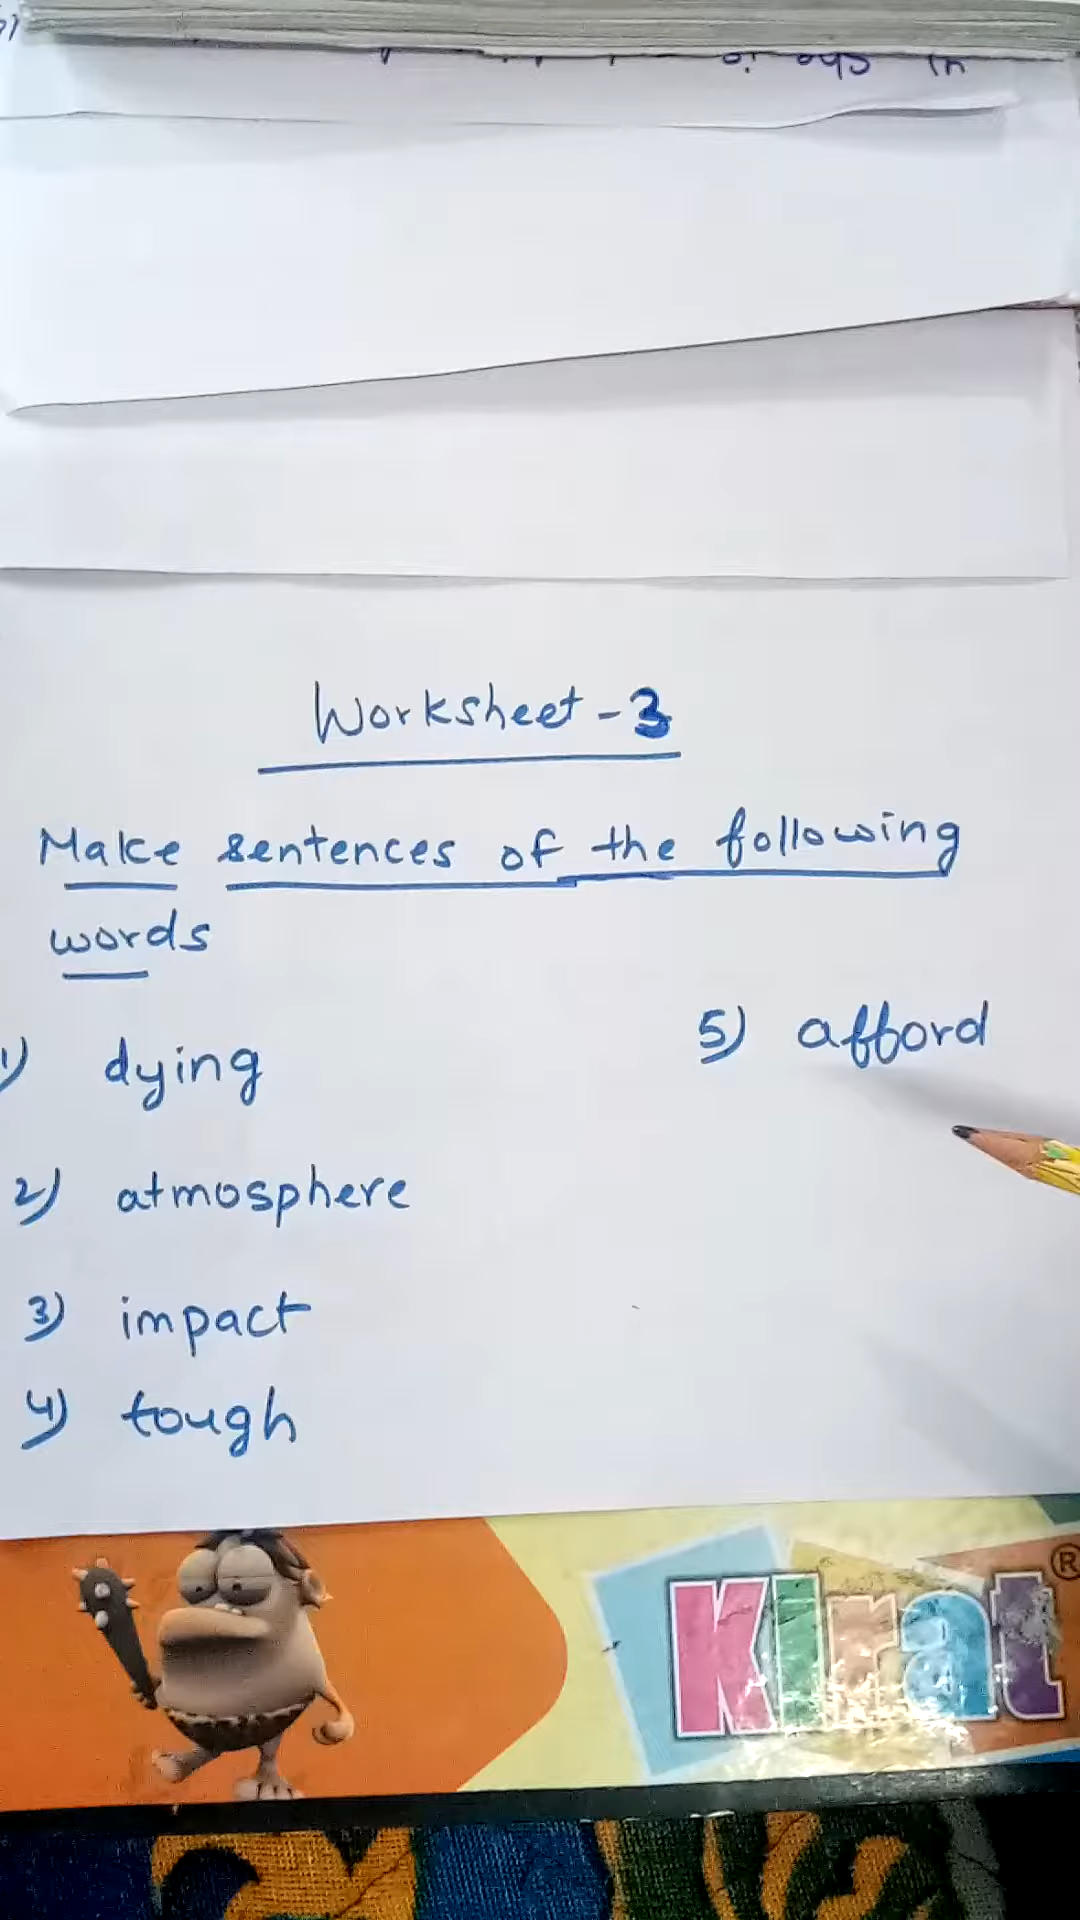 Worksheet - 3
Make sentences of the following
words
1) dying
5) afford
2) atmosphere
3) impact
4) tough
Kirat®